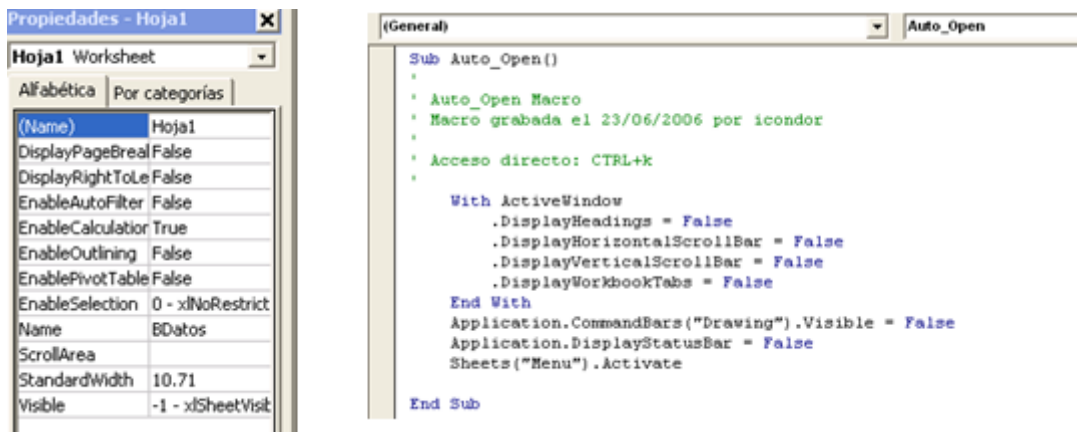 Propiedades - Hoja1
Hoja1 Worksheet
Alfabética Por categorías
(Name) Hoja1
DisplayPageBreal False
DisplayRightToLe False
EnableAutoFilter False
EnableCalculation True
EnableOutlining False
EnablePivotTable False
EnableSelection 0 - xlNoRestrict
Name BDatos
ScrollArea
StandardWidth 10.71
Visible -1 - xlSheetVisib
(General) Auto_Open
Sub Auto_Open()
'
' Auto_Open Macro
' Macro grabada el 23/06/2006 por icondor
'
' Acceso directo: CTRL+k
'
With ActiveWindow
.DisplayHeadings = False
.DisplayHorizontalScrollBar = False
.DisplayVerticalScrollBar = False
.DisplayWorkbookTabs = False
End With
Application.CommandBars("Drawing").Visible = False
Application.DisplayStatusBar = False
Sheets("Menu").Activate
End Sub